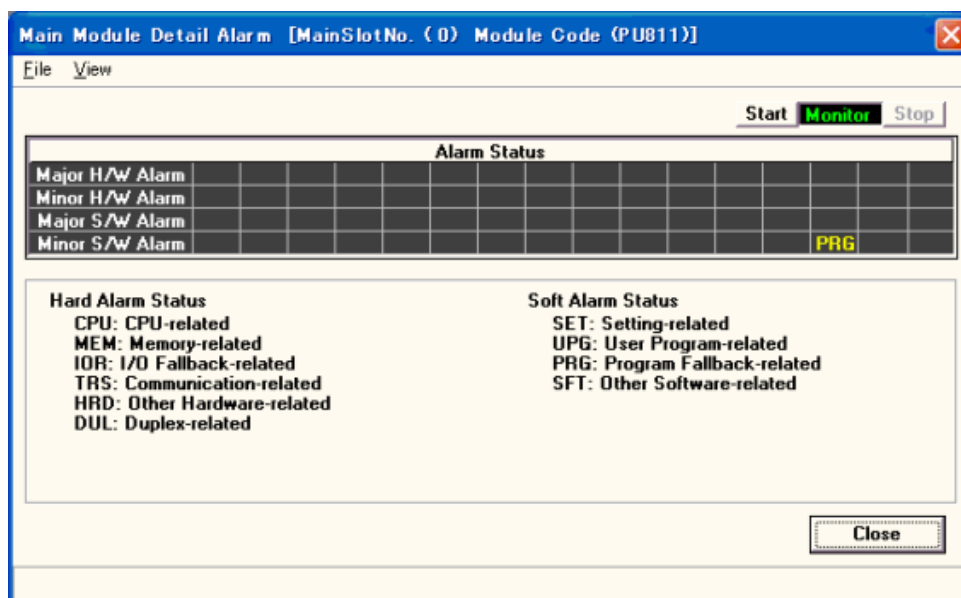 Main Module Detail Alarm [MainSlotNo. ( 0) Module Code (PU811)]
File View
Start Monitor Stop
Alarm Status
Major H/W Alarm
Minor H/W Alarm
Major S/W Alarm
Minor S/W Alarm PRG
Hard Alarm Status
CPU: CPU-related
MEM: Memory-related
IOR: I/O Fallback-related
TRS: Communication-related
HRD: Other Hardware-related
DUL: Duplex-related
Soft Alarm Status
SET: Setting-related
UPG: User Program-related
PRG: Program Fallback-related
SFT: Other Software-related
Close